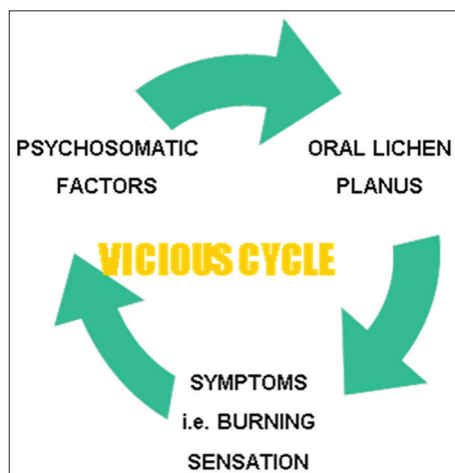 PSYCHOSOMATIC
FACTORS
ORAL LICHEN
PLANUS
VICIOUS CYCLE
SYMPTOMS
i.e. BURNING
SENSATION